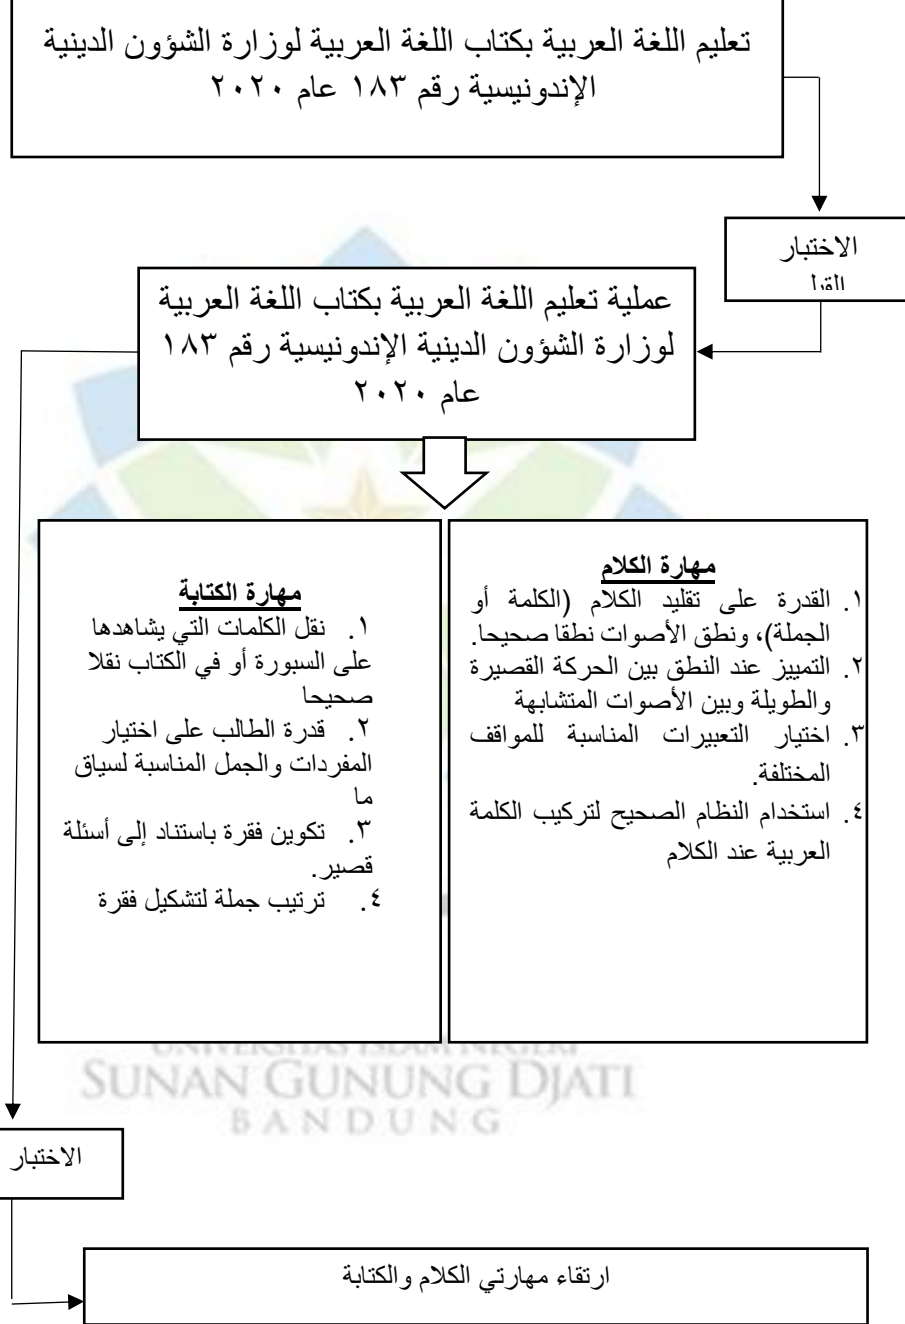 تعليم اللغة العربية بكتاب اللغة العربية لوزارة الشؤون الدينية
الإندونيسية رقم ١٨٣ عام ٢٠٢٠
الاختبار
عملية تعليم اللغة العربية بكتاب اللغة العربية
لوزارة الشؤون الدينية الإندونيسية رقم ١٨٣
عام ٢٠٢٠
مهارة الكلام
١. القدرة على تقليد الكلام (الكلمة أو
الجملة)، ونطق الأصوات نطقا صحيحا.
٢. التمييز عند النطق بين الحركة القصيرة
والطويلة وبين الأصوات المتشابهة
٣. اختيار التعبيرات المناسبة للمواقف
المختلفة.
٤. استخدام النظام الصحيح لتركيب الكلمة
العربية عند الكلام
مهارة الكتابة
١. نقل الكلمات التي يشاهدها
على السبورة أو في الكتاب نقلا
صحيحا
٢. قدرة الطالب على اختيار
المفردات والجمل المناسبة لسياق
ما
٣. تكوين فقرة باستناد إلى أسئلة
قصير.
٤. ترتيب جملة لتشكيل فقرة
UNIVERSITAS ISLAM NEGERI
SUNAN GUNUNG DJATI
BANDUNG
الاختبار
ارتقاء مهارتي الكلام والكتابة